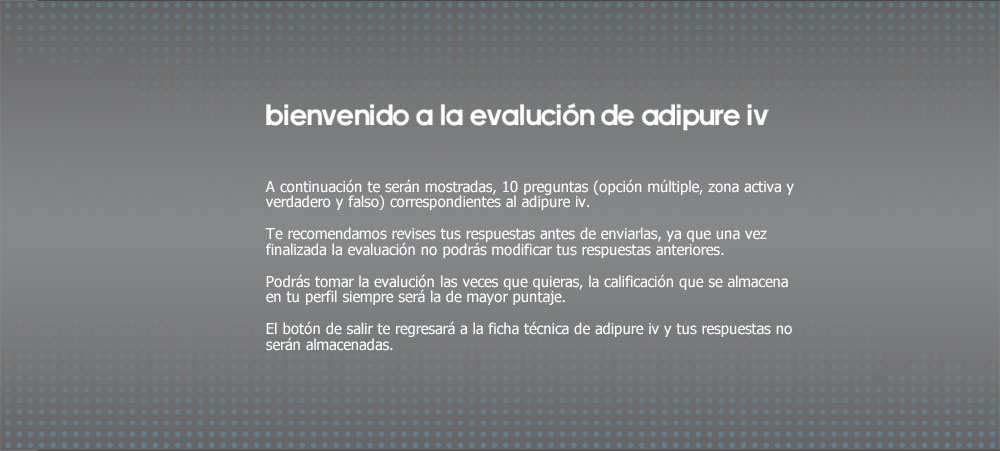 bienvenido a la evalución de adipure iv
A continuación te serán mostradas, 10 preguntas (opción múltiple, zona activa y
verdadero y falso) correspondientes al adipure iv.
Te recomendamos revises tus respuestas antes de enviarlas, ya que una vez
finalizada la evaluación no podrás modificar tus respuestas anteriores.
Podrás tomar la evalución las veces que quieras, la calificación que se almacena
en tu perfil siempre será la de mayor puntaje.
El botón de salir te regresará a la ficha técnica de adipure iv y tus respuestas no
serán almacenadas.